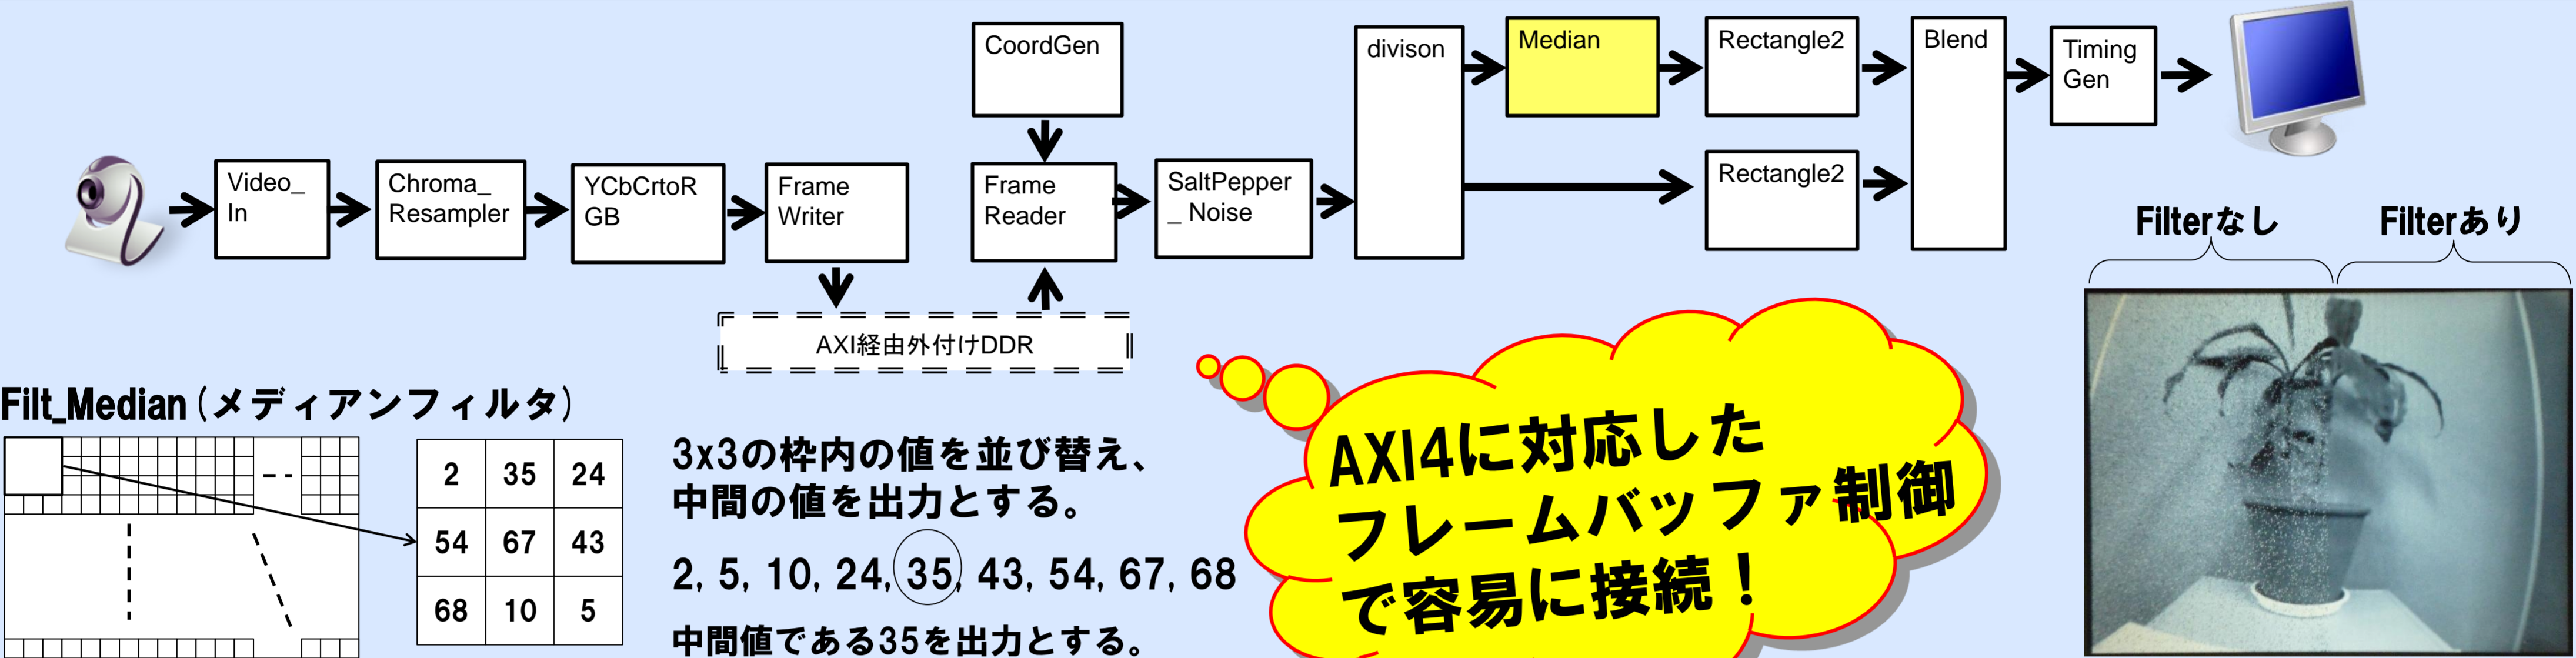 CoordGen
divison
Median
Rectangle2
Blend
Timing
Gen
Video_
In
Chroma_
Resampler
YCbCrtoR
GB
Frame
Writer
Frame
Reader
SaltPepper
_ Noise
Rectangle2
Filterなし
Filterあり
AXI経由外付けDDR
Filt_Median(メディアンフィルタ)
2 35 24
54 67 43
68 10 5
3x3の枠内の値を並び替え、
中間の値を出力とする。
2, 5, 10, 24, 35, 43, 54, 67, 68
中間値である35を出力とする。
AXI4に対応した
フレームバッファ制御
で容易に接続！